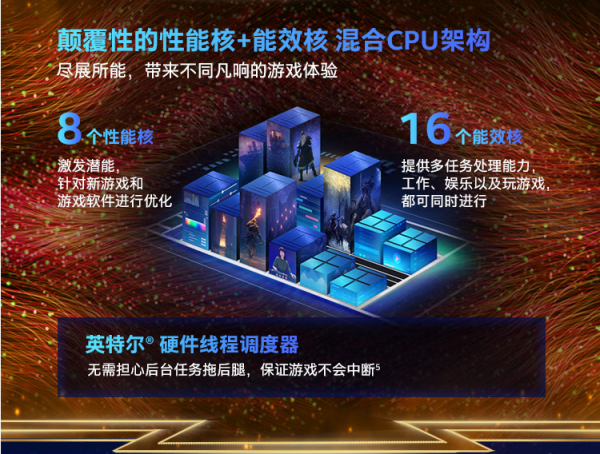 颠覆性的性能核+能效核 混合CPU架构
尽展所能，带来不同凡响的游戏体验
8个性能核
激发潜能，
针对新游戏和
游戏软件进行优化
16个能效核
提供多任务处理能力，
工作、娱乐以及玩游戏，
都可同时进行
英特尔® 硬件线程调度器
无需担心后台任务拖后腿，保证游戏不会中断⁵